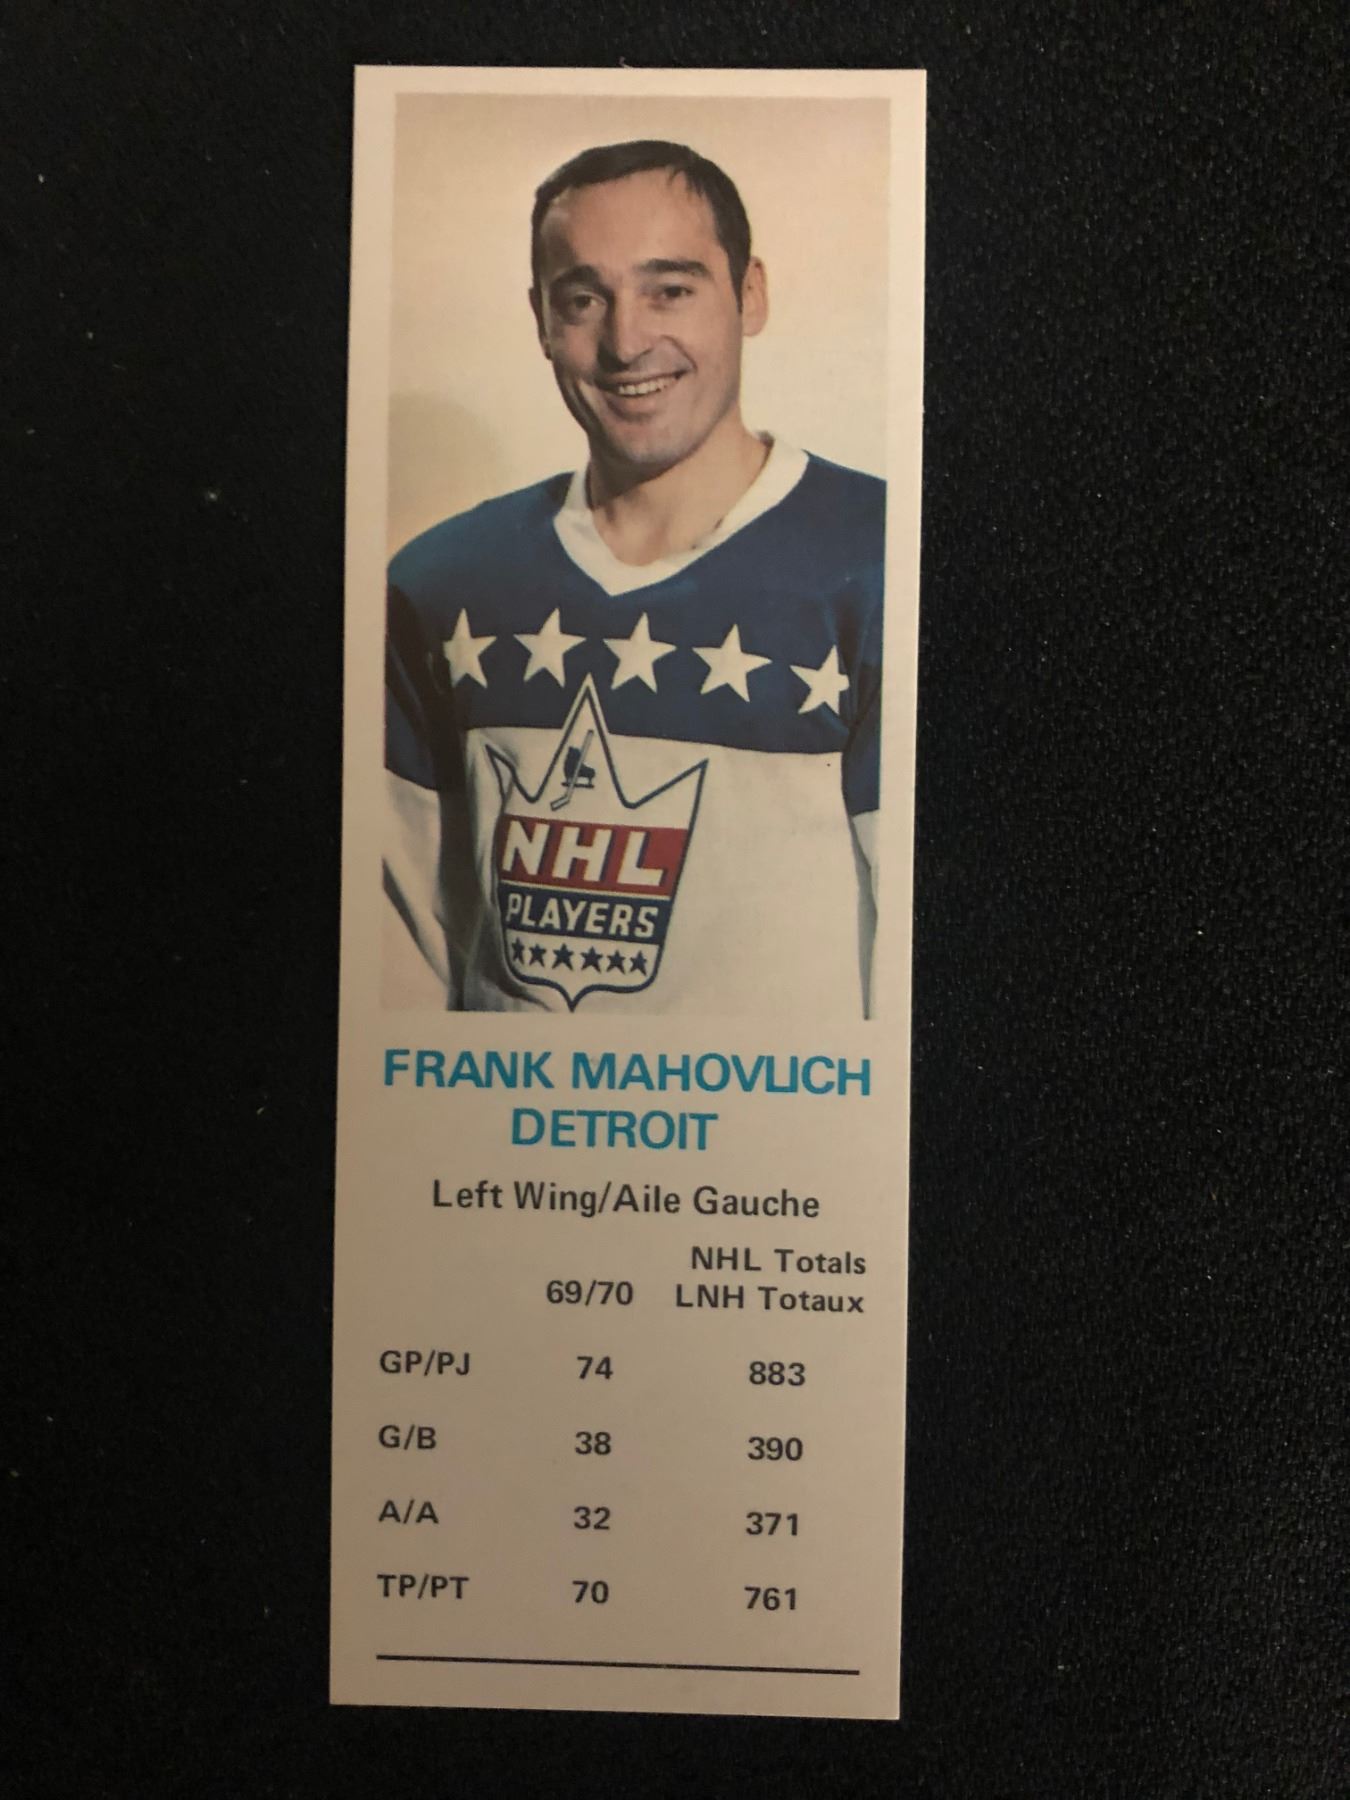 NHL
PLAYERS
FRANK MAHOVLICH
DETROIT
Left Wing/Aile Gauche
NHL Totals
69/70 LNH Totaux
GP/PJ 74 883
G/B 38 390
A/A 32 371
TP/PT 70 761